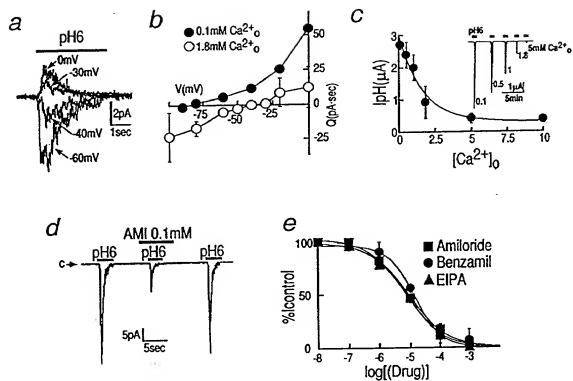 a
pH6
0mV
-30mV
-40mV
-60mV
2pA
1sec
b
0.1mM Ca²⁺o
1.8mM Ca²⁺o
V(mV)
-75
-50
-25
50
25
0
-25
Q(pA·sec)
c
IpH(μA)
3
2
1
0
0.0
2.5
5
7.5
10
[Ca²⁺]o
pH6
0.1
0.5
1
1.8
5mM Ca²⁺o
1μA
5min
d
AMI 0.1mM
pH6
pH6
pH6
c
5pA
5sec
e
Amiloride
Benzamil
EIPA
%Icontrol
100
50
0
-8
-7
-6
-5
-4
-3
log[(Drug)]